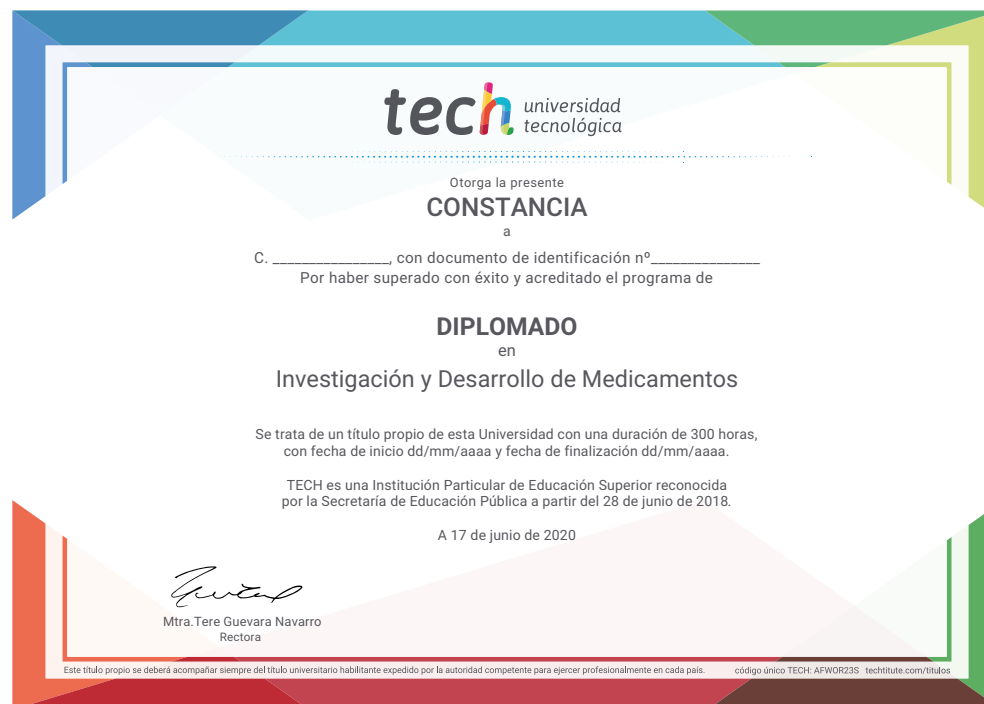 tech universidad
tecnológica
Otorga la presente
CONSTANCIA
a
C. ________________, con documento de identificación nº_______________
Por haber superado con éxito y acreditado el programa de
DIPLOMADO
en
Investigación y Desarrollo de Medicamentos
Se trata de un título propio de esta Universidad con una duración de 300 horas,
con fecha de inicio dd/mm/aaaa y fecha de finalización dd/mm/aaaa.
TECH es una Institución Particular de Educación Superior reconocida
por la Secretaría de Educación Pública a partir del 28 de junio de 2018.
A 17 de junio de 2020
Mtra.Tere Guevara Navarro
Rectora
Este título propio se deberá acompañar siempre del título universitario habilitante expedido por la autoridad competente para ejercer profesionalmente en cada país. código único TECH: AFWOR23S techtitute.com/titulos